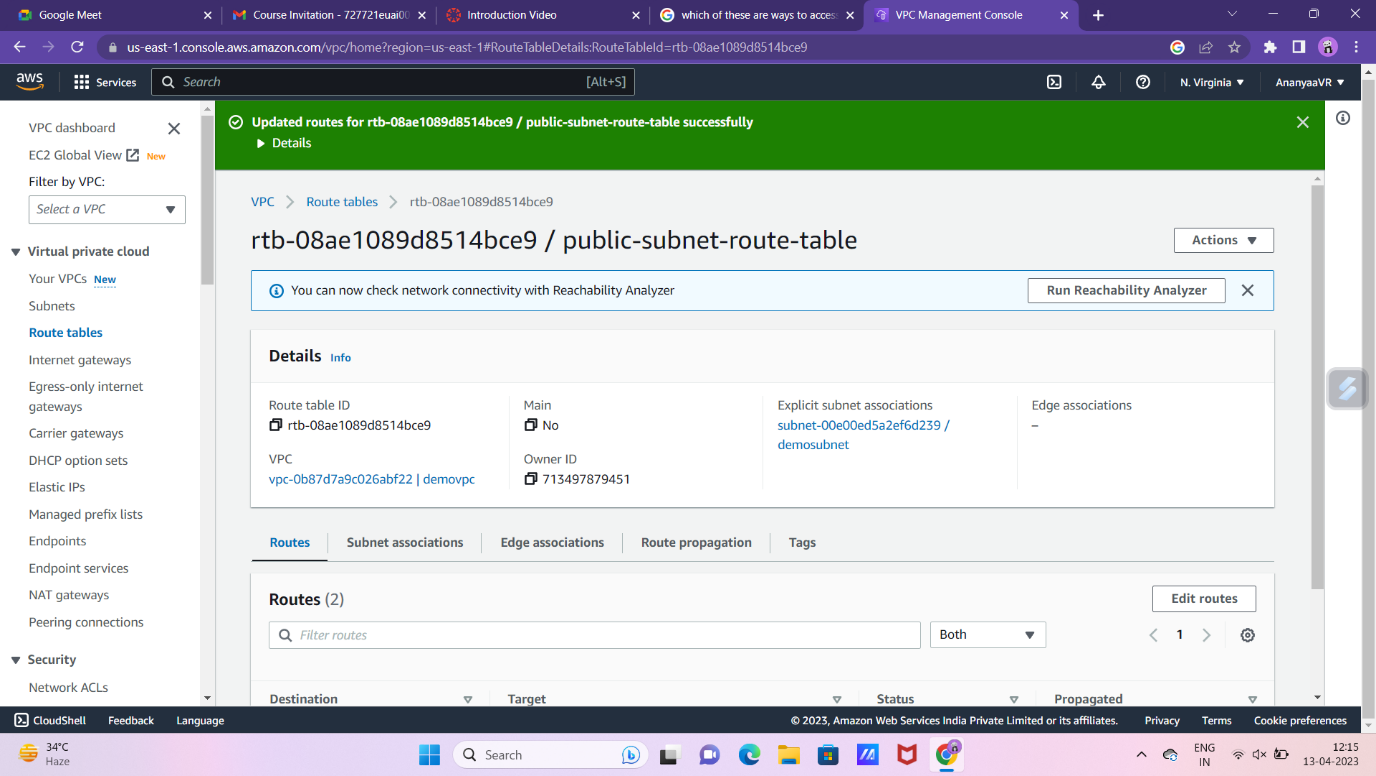 Google Meet
Course Invitation - 727721euai00
Introduction Video
which of these are ways to acces
VPC Management Console
us-east-1.console.aws.amazon.com/vpc/home?region=us-east-1#RouteTableDetails:RouteTableId=rtb-08ae1089d8514bce9
aws
Services
Search
[Alt+S]
N. Virginia
AnanyaaVR
VPC dashboard
EC2 Global View New
Filter by VPC:
Select a VPC
Virtual private cloud
Your VPCs New
Subnets
Route tables
Internet gateways
Egress-only internet
gateways
Carrier gateways
DHCP option sets
Elastic IPs
Managed prefix lists
Endpoints
Endpoint services
NAT gateways
Peering connections
Security
Network ACLs
Updated routes for rtb-08ae1089d8514bce9 / public-subnet-route-table successfully
Details
VPC
Route tables
rtb-08ae1089d8514bce9
rtb-08ae1089d8514bce9 / public-subnet-route-table
Actions
You can now check network connectivity with Reachability Analyzer
Run Reachability Analyzer
Details Info
Route table ID
rtb-08ae1089d8514bce9
Main
No
Explicit subnet associations
subnet-00e00ed5a2ef6d239 /
demosubnet
Edge associations
–
VPC
vpc-0b87d7a9c026abf22 | demovpc
Owner ID
713497879451
Routes
Subnet associations
Edge associations
Route propagation
Tags
Routes (2)
Edit routes
Filter routes
Both
1
Destination
Target
Status
Propagated
CloudShell
Feedback
Language
© 2023, Amazon Web Services India Private Limited or its affiliates.
Privacy
Terms
Cookie preferences
34°C
Haze
Search
ENG
IN
12:15
13-04-2023